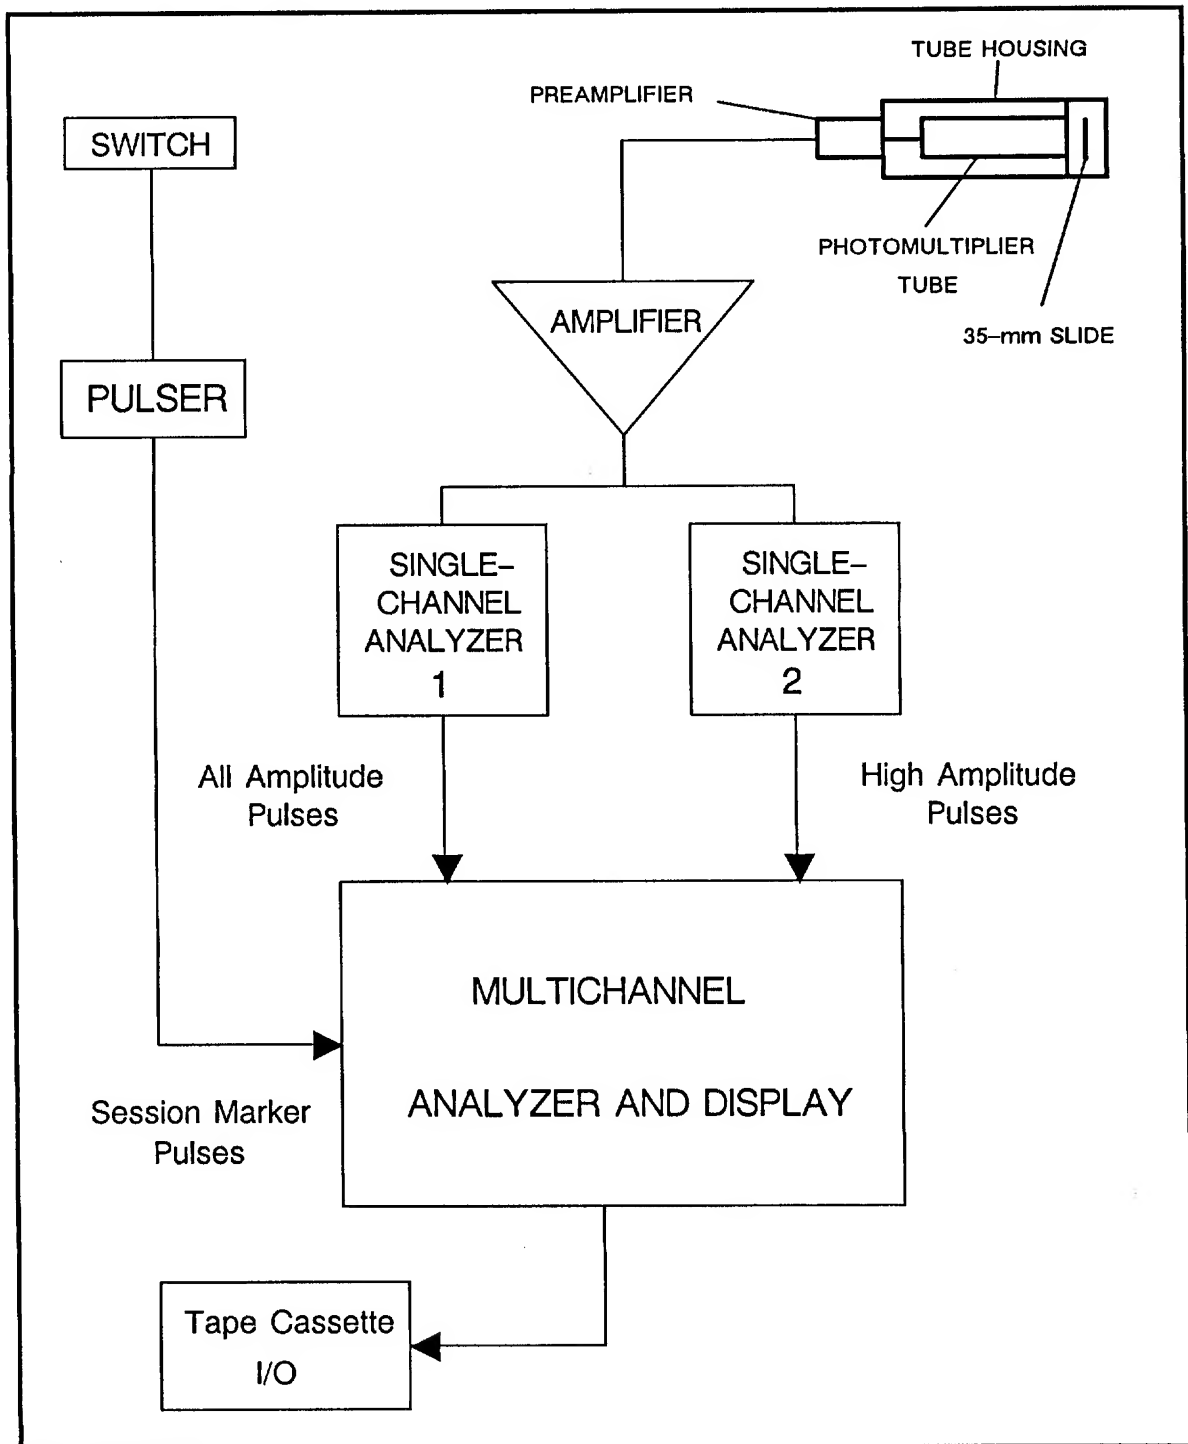 TUBE HOUSING
PREAMPLIFIER
SWITCH
PHOTOMULTIPLIER
TUBE
35–mm SLIDE
AMPLIFIER
PULSER
SINGLE–
CHANNEL
ANALYZER
1
SINGLE–
CHANNEL
ANALYZER
2
All Amplitude
Pulses
High Amplitude
Pulses
MULTICHANNEL
ANALYZER AND DISPLAY
Session Marker
Pulses
Tape Cassette
I/O